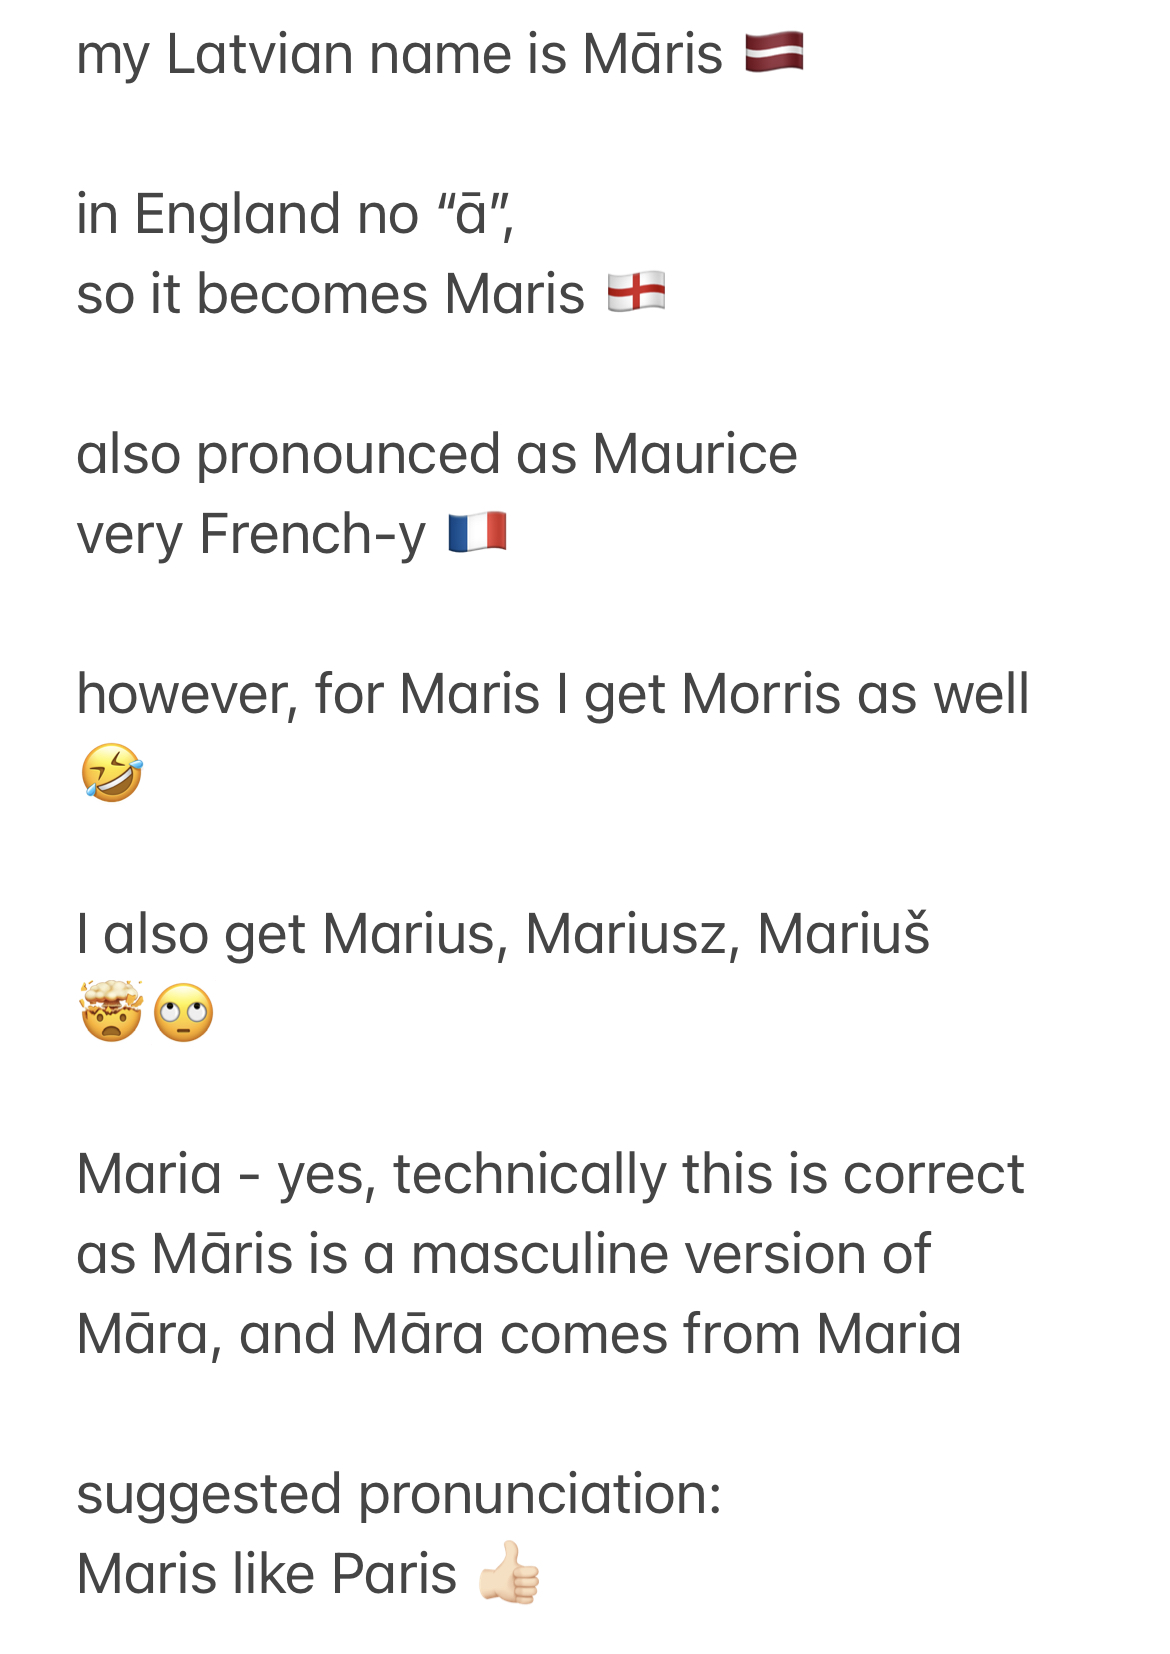 my Latvian name is Māris 🇱🇻
in England no “ā”,
so it becomes Maris 🏴󠁧󠁢󠁥󠁮󠁧󠁿
also pronounced as Maurice
very French-y 🇫🇷
however, for Maris I get Morris as well
🤣
I also get Marius, Mariusz, Mariuš
🤯🙄
Maria - yes, technically this is correct
as Māris is a masculine version of
Māra, and Māra comes from Maria
suggested pronunciation:
Maris like Paris 👍🏻